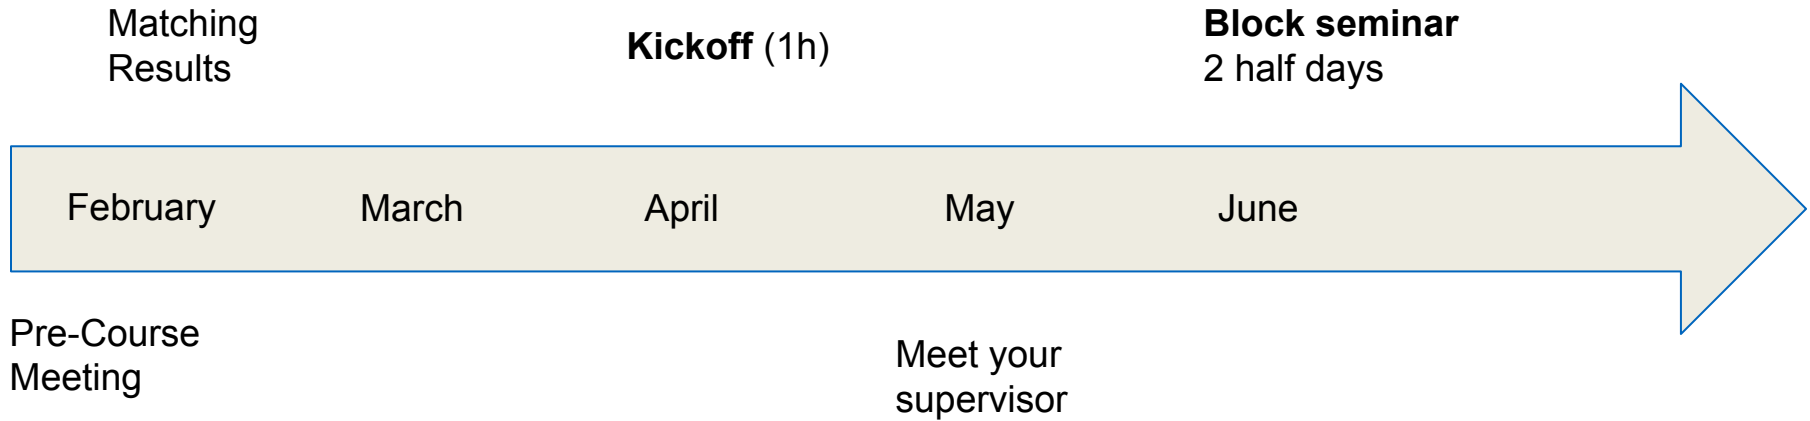 Matching
Results
Kickoff (1h)
Block seminar
2 half days
February
March
April
May
June
Pre-Course
Meeting
Meet your
supervisor